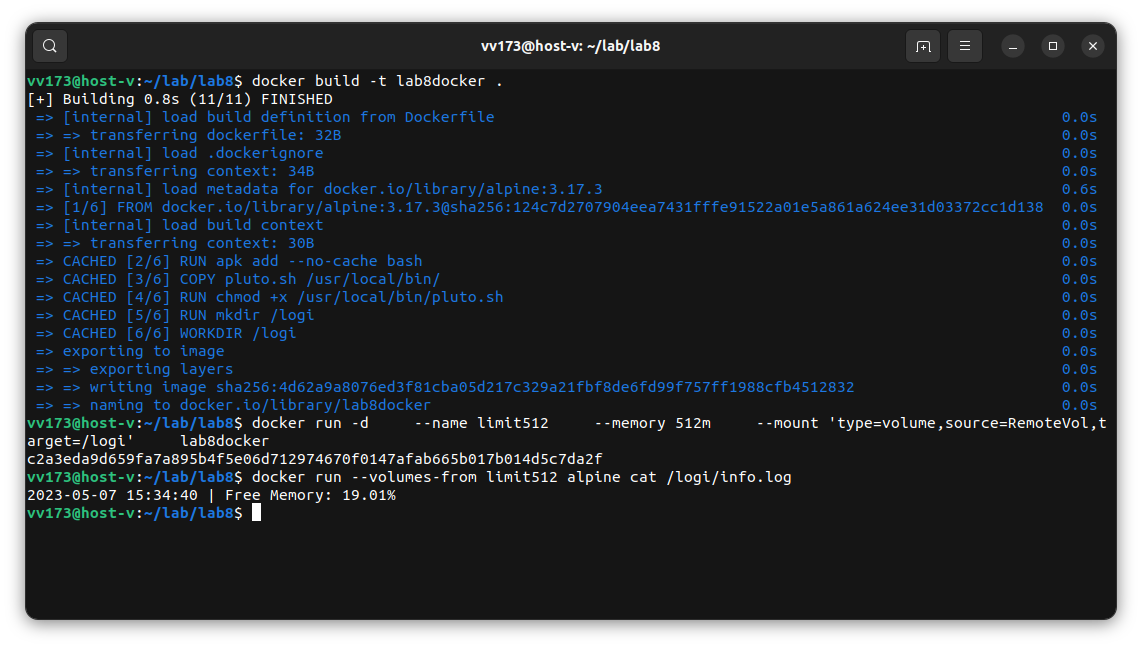 vv173@host-v: ~/lab/lab8
vv173@host-v:~/lab/lab8$ docker build -t lab8docker .
[+] Building 0.8s (11/11) FINISHED
=> [internal] load build definition from Dockerfile 0.0s
=> => transferring dockerfile: 32B 0.0s
=> [internal] load .dockerignore 0.0s
=> => transferring context: 34B 0.0s
=> [internal] load metadata for docker.io/library/alpine:3.17.3 0.6s
=> [1/6] FROM docker.io/library/alpine:3.17.3@sha256:124c7d2707904eea7431fffe91522a01e5a861a624ee31d03372cc1d138 0.0s
=> [internal] load build context 0.0s
=> => transferring context: 30B 0.0s
=> CACHED [2/6] RUN apk add --no-cache bash 0.0s
=> CACHED [3/6] COPY pluto.sh /usr/local/bin/ 0.0s
=> CACHED [4/6] RUN chmod +x /usr/local/bin/pluto.sh 0.0s
=> CACHED [5/6] RUN mkdir /logi 0.0s
=> CACHED [6/6] WORKDIR /logi 0.0s
=> exporting to image 0.0s
=> => exporting layers 0.0s
=> => writing image sha256:4d62a9a8076ed3f81cba05d217c329a21fbf8de6fd99f757ff1988cfb4512832 0.0s
=> => naming to docker.io/library/lab8docker 0.0s
vv173@host-v:~/lab/lab8$ docker run -d     --name limit512     --memory 512m     --mount 'type=volume,source=RemoteVol,t
arget=/logi'     lab8docker
c2a3eda9d659fa7a895b4f5e06d712974670f0147afab665b017b014d5c7da2f
vv173@host-v:~/lab/lab8$ docker run --volumes-from limit512 alpine cat /logi/info.log
2023-05-07 15:34:40 | Free Memory: 19.01%
vv173@host-v:~/lab/lab8$